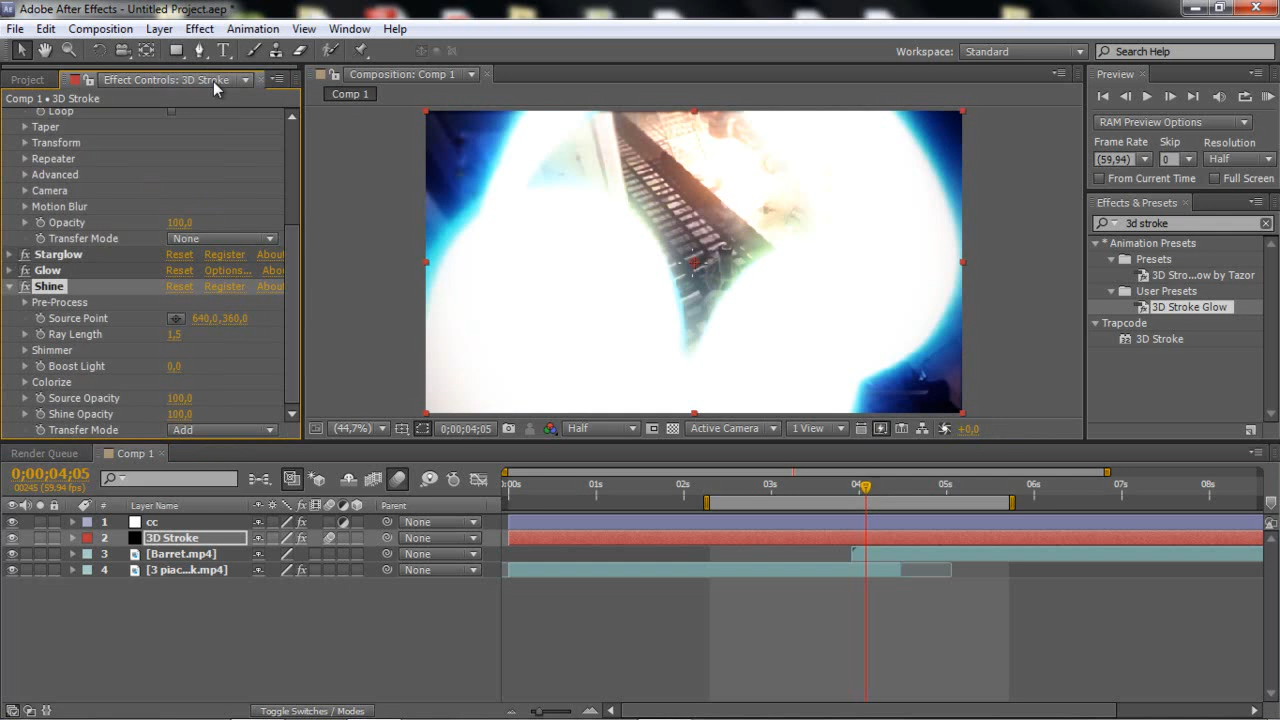 Adobe After Effects - Untitled Project.aep *
File Edit Composition Layer Effect Animation View Window Help
Workspace: Standard Search Help
Project Effect Controls: 3D Stroke Composition: Comp 1 Preview
Comp 1 • 3D Stroke Comp 1
Loop
Taper
Transform
Repeater
Advanced
Camera
Motion Blur
Opacity 100,0
Transfer Mode None
Starglow Reset Register About
Glow Reset Options... Abo
Shine Reset Register About
Pre-Process
Source Point 640,0,360,0
Ray Length 1,5
Shimmer
Boost Light 0,0
Colorize
Source Opacity 100,0
Shine Opacity 100,0
Transfer Mode Add
RAM Preview Options
Frame Rate Skip Resolution
(59,94) 0 Half
From Current Time Full Screen
Effects & Presets
3d stroke
* Animation Presets
Presets
3D Stro...ow by Tazor
User Presets
3D Stroke Glow
Trapcode
3D Stroke
(44,7%) 0;00;04;05 Half Active Camera 1 View +0,0
Render Queue Comp 1
0;00;04;05
00245 (59.94 fps)
:00s 01s 02s 03s 04s 05s 06s 07s 08s
# Layer Name Parent
1 cc None
2 3D Stroke None
3 [Barret.mp4] None
4 [3 piac...k.mp4] None
Toggle Switches / Modes